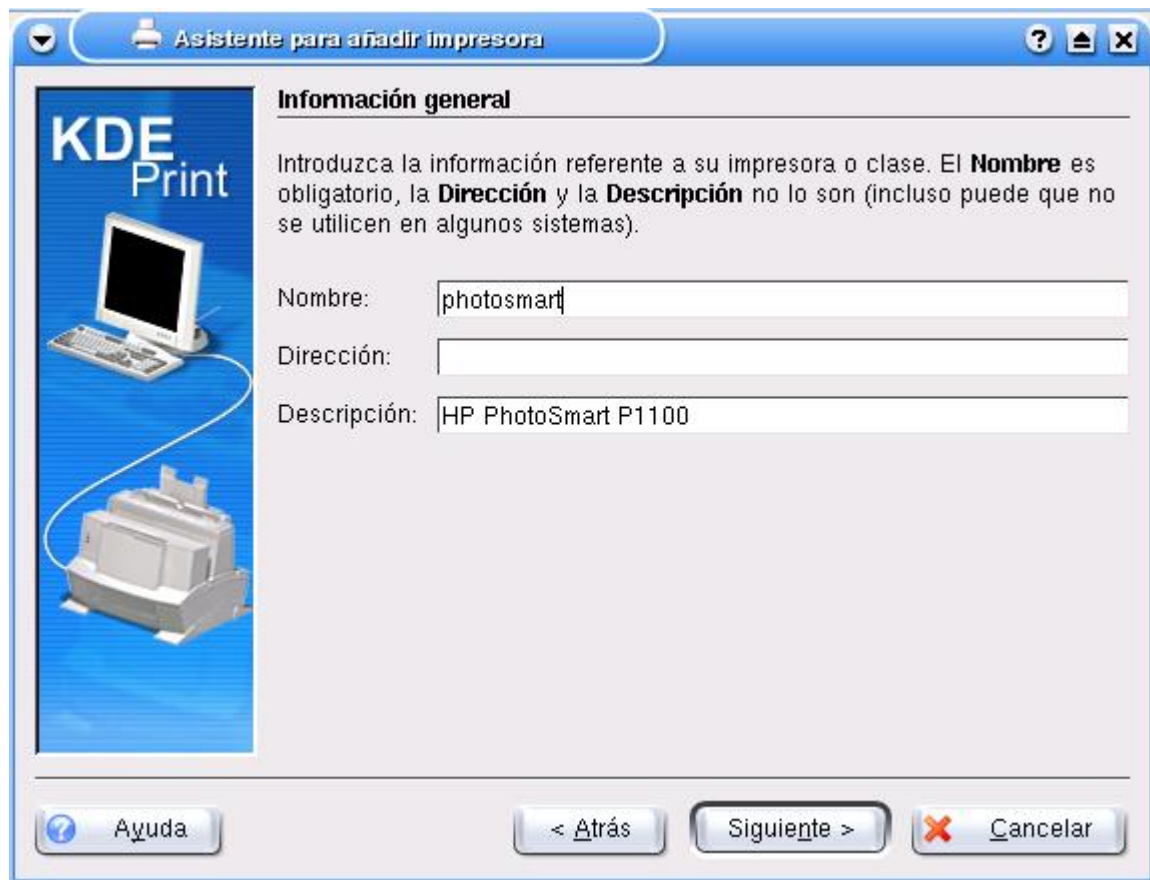 Asistente para añadir impresora
KDE
Print
Información general
Introduzca la información referente a su impresora o clase. El Nombre es
obligatorio, la Dirección y la Descripción no lo son (incluso puede que no
se utilicen en algunos sistemas).
Nombre: photosmart
Dirección:
Descripción: HP PhotoSmart P1100
Ayuda < Atrás Siguiente > Cancelar